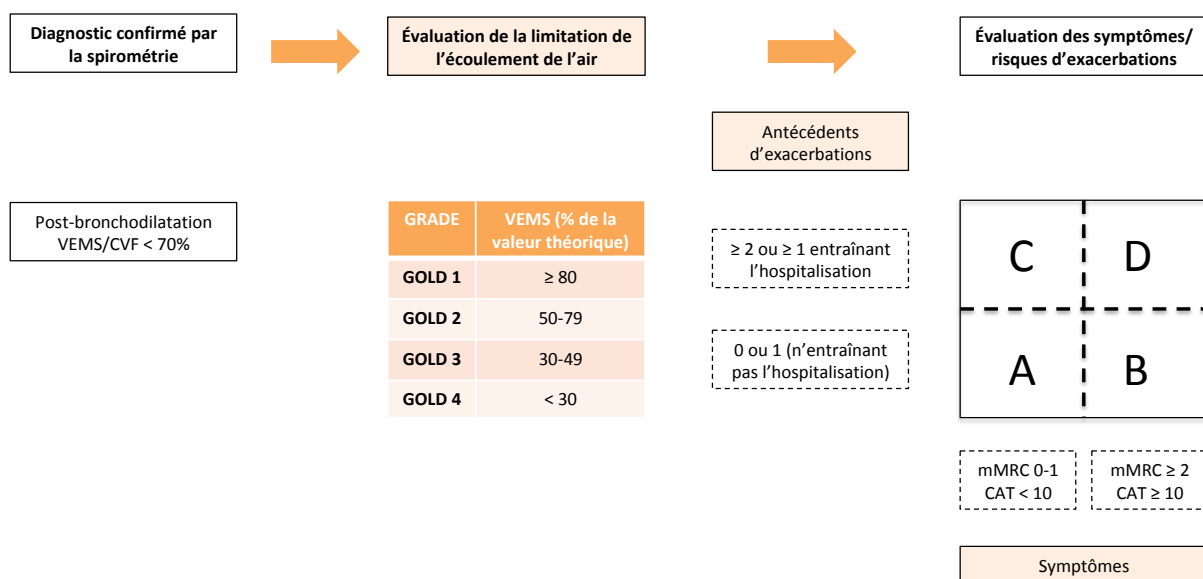 Diagnostic confirmé par
la spirométrie
Évaluation de la limitation de
l’écoulement de l’air
Évaluation des symptômes/
risques d’exacerbations
Antécédents
d’exacerbations
Post-bronchodilatation
VEMS/CVF < 70%
GRADE
VEMS (% de la
valeur théorique)
GOLD 1
≥ 80
GOLD 2
50-79
GOLD 3
30-49
GOLD 4
< 30
≥ 2 ou ≥ 1 entraînant
l’hospitalisation
0 ou 1 (n’entraînant
pas l’hospitalisation)
C
D
A
B
mMRC 0-1
CAT < 10
mMRC ≥ 2
CAT ≥ 10
Symptômes